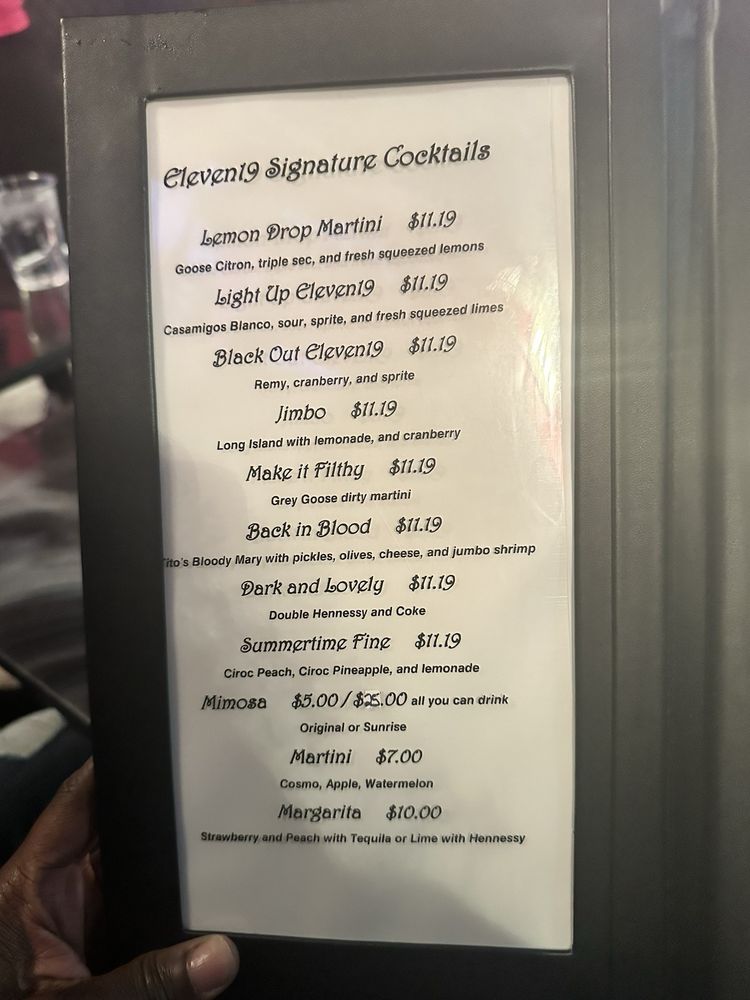 Eleven19 Signature Cocktails
Lemon Drop Martini $11.19
Goose Citron, triple sec, and fresh squeezed lemons
Light Up Eleven19 $11.19
Casamigos Blanco, sour, sprite, and fresh squeezed limes
Black Out Eleven19 $11.19
Remy, cranberry, and sprite
Jimbo $11.19
Long Island with lemonade, and cranberry
Make it Filthy $11.19
Grey Goose dirty martini
Back in Blood $11.19
Tito's Bloody Mary with pickles, olives, cheese, and jumbo shrimp
Dark and Lovely $11.19
Double Hennessy and Coke
Summertime Fine $11.19
Ciroc Peach, Ciroc Pineapple, and lemonade
Mimosa $5.00 / $25.00 all you can drink
Original or Sunrise
Martini $7.00
Cosmo, Apple, Watermelon
Margarita $10.00
Strawberry and Peach with Tequila or Lime with Hennessy